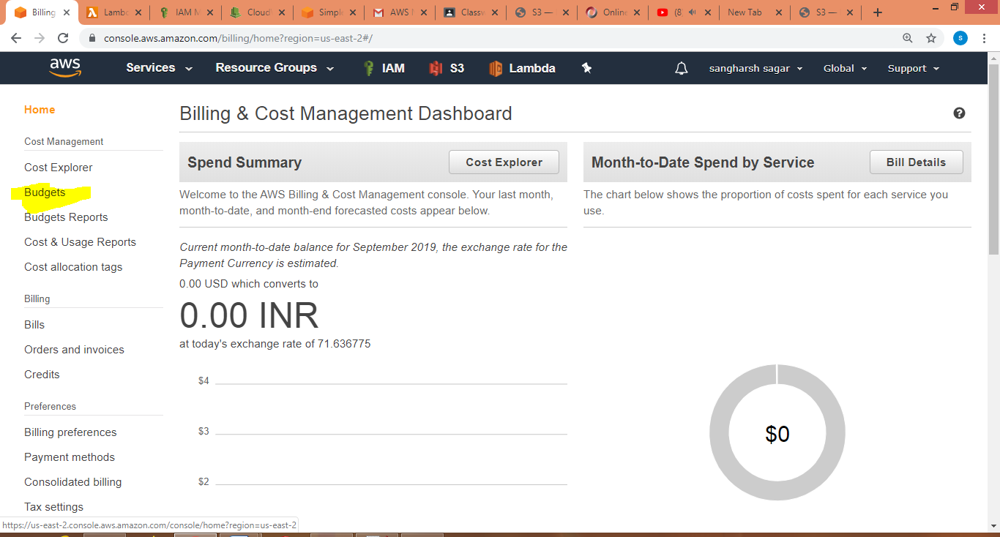 Billing
Lambd
IAM M
Cloud
Simple
AWS
Classw
S3 —
Online
(8)
New Tab
S3 —
console.aws.amazon.com/billing/home?region=us-east-2#/
s
aws
Services
Resource Groups
IAM
S3
Lambda
sangharsh sagar
Global
Support
Home
Cost Management
Cost Explorer
Budgets
Budgets Reports
Cost & Usage Reports
Cost allocation tags
Billing
Bills
Orders and invoices
Credits
Preferences
Billing preferences
Payment methods
Consolidated billing
Tax settings
Billing & Cost Management Dashboard
?
Spend Summary
Cost Explorer
Welcome to the AWS Billing & Cost Management console. Your last month,
month-to-date, and month-end forecasted costs appear below.
Current month-to-date balance for September 2019, the exchange rate for the
Payment Currency is estimated.
0.00 USD which converts to
0.00 INR
at today's exchange rate of 71.636775
$4
$3
$2
Month-to-Date Spend by Service
Bill Details
The chart below shows the proportion of costs spent for each service you
use.
$0
https://us-east-2.console.aws.amazon.com/console/home?region=us-east-2